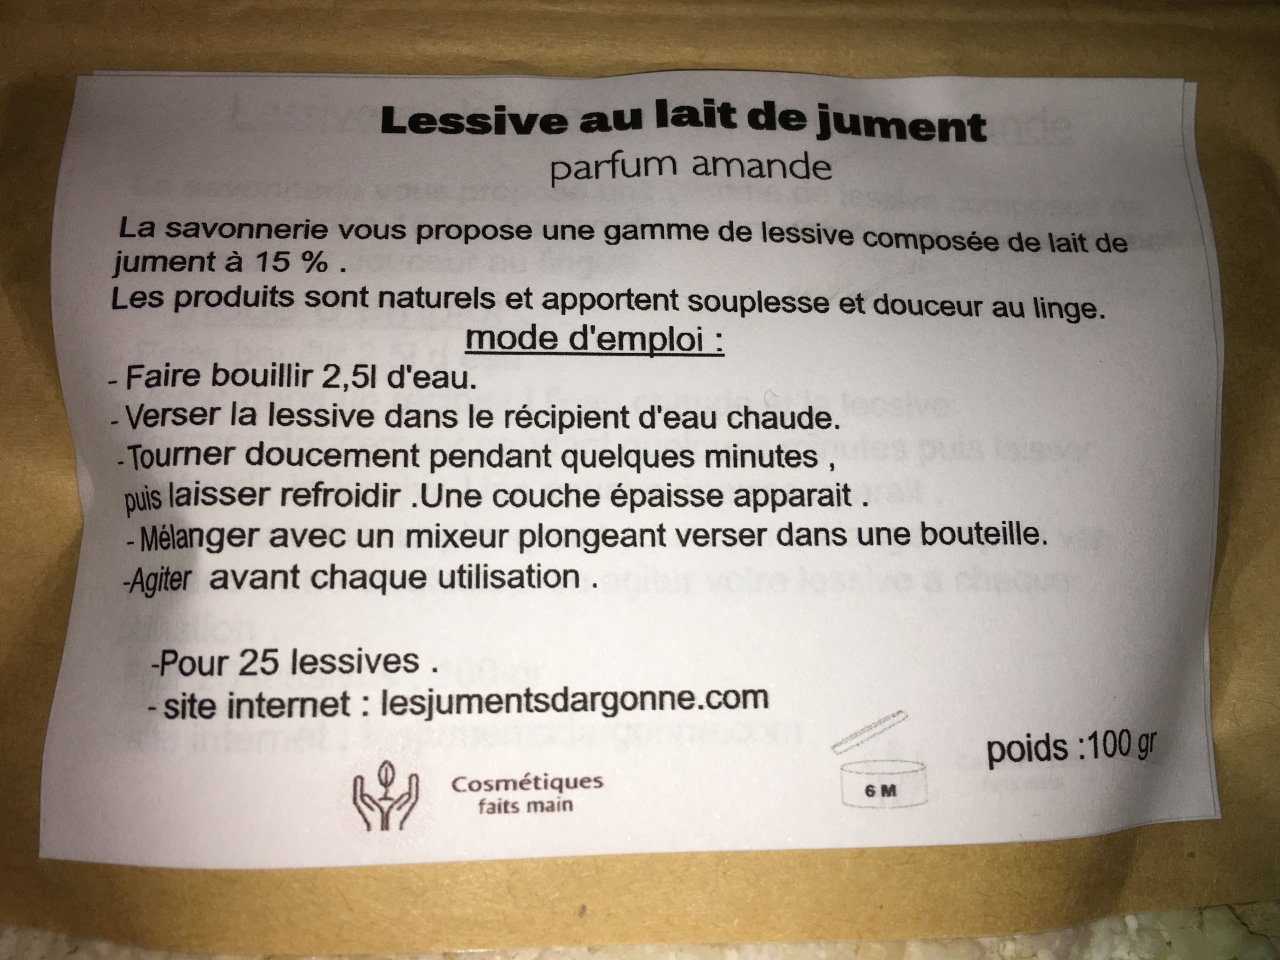 Lessive au lait de jument
parfum amande
La savonnerie vous propose une gamme de lessive composée de lait de
jument à 15 % .
Les produits sont naturels et apportent souplesse et douceur au linge.
mode d'emploi :
- Faire bouillir 2,5l d'eau.
- Verser la lessive dans le récipient d'eau chaude.
- Tourner doucement pendant quelques minutes ,
puis laisser refroidir .Une couche épaisse apparait .
- Mélanger avec un mixeur plongeant verser dans une bouteille.
-Agiter avant chaque utilisation .
-Pour 25 lessives .
- site internet : lesjumentsdargonne.com
poids :100 gr
Cosmétiques
faits main
6 M